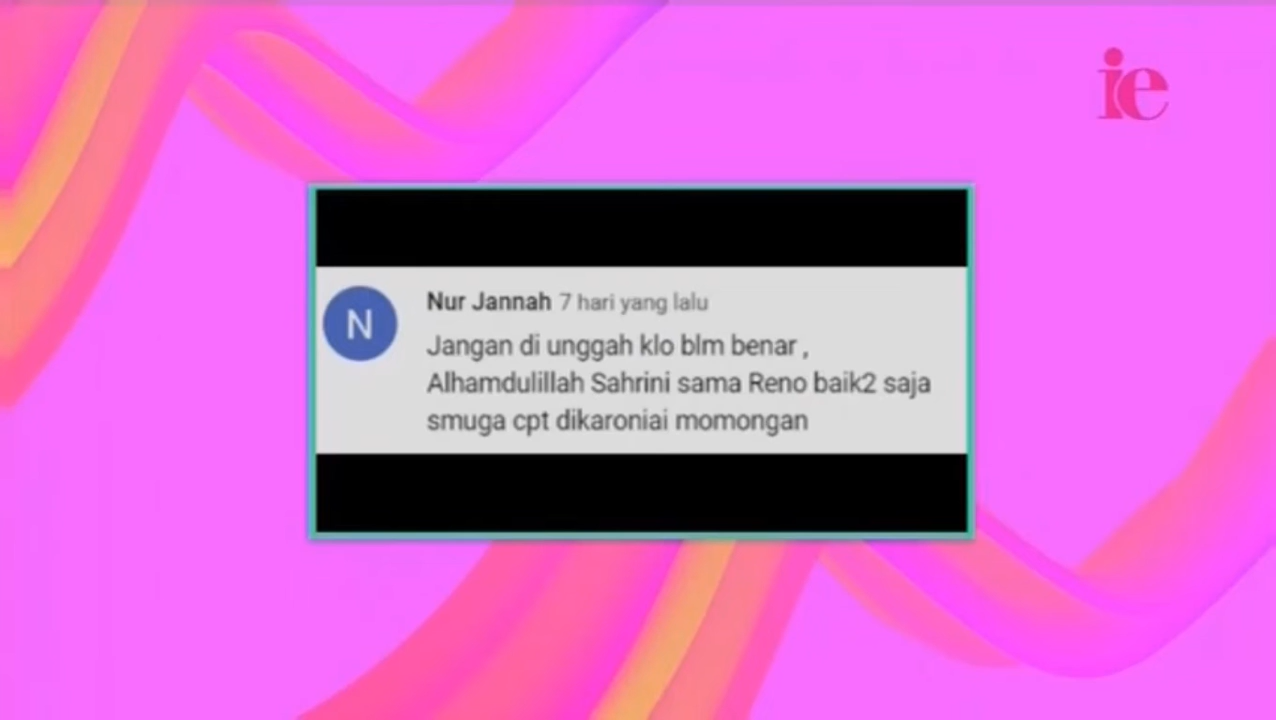 ie
N
Nur Jannah 7 hari yang lalu
Jangan di unggah klo blm benar ,
Alhamdulillah Sahrini sama Reno baik2 saja
smuga cpt dikaroniai momongan